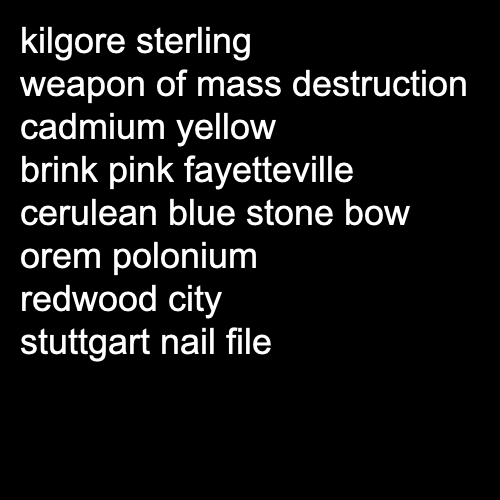 kilgore sterling
weapon of mass destruction
cadmium yellow
brink pink fayetteville
cerulean blue stone bow
orem polonium
redwood city
stuttgart nail file